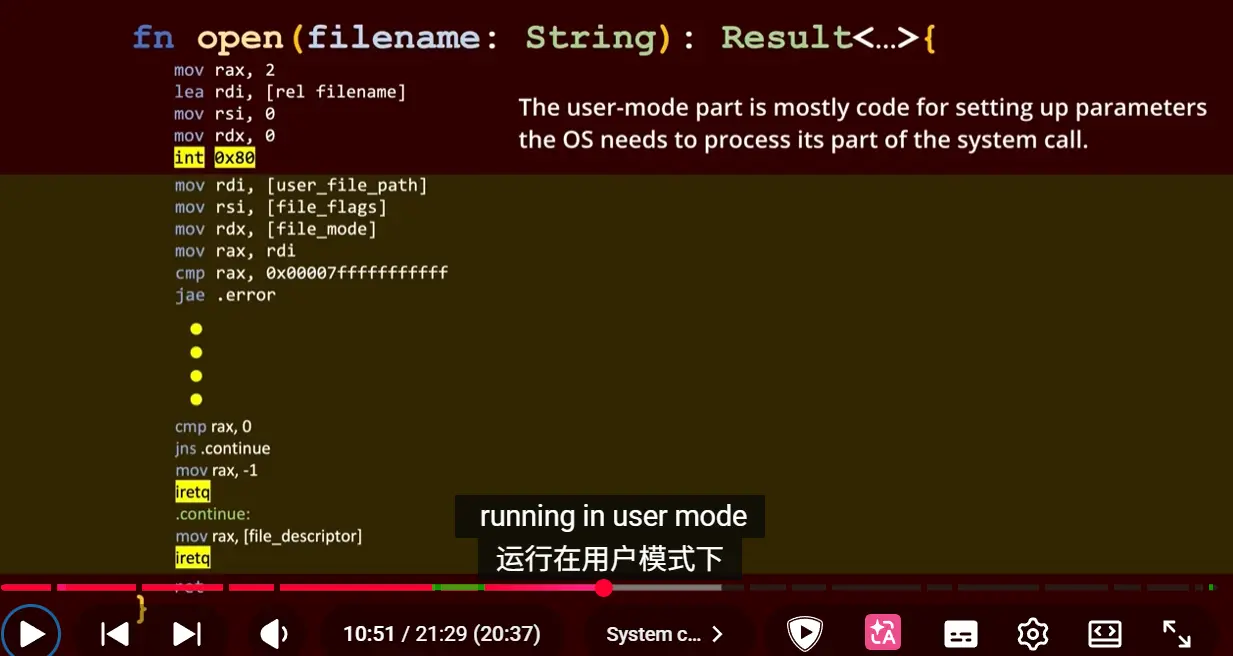 fn open(filename: String): Result<…>{
mov rax, 2
lea rdi, [rel filename]
mov rsi, 0
mov rdx, 0
int 0x80
The user-mode part is mostly code for setting up parameters
the OS needs to process its part of the system call.
mov rdi, [user_file_path]
mov rsi, [file_flags]
mov rdx, [file_mode]
mov rax, rdi
cmp rax, 0x00007fffffffffff
jae .error
cmp rax, 0
jns .continue
mov rax, -1
iretq
.continue:
mov rax, [file_descriptor]
iretq
ret
}
running in user mode
运行在用户模式下
10:51 / 21:29 (20:37)
System c...